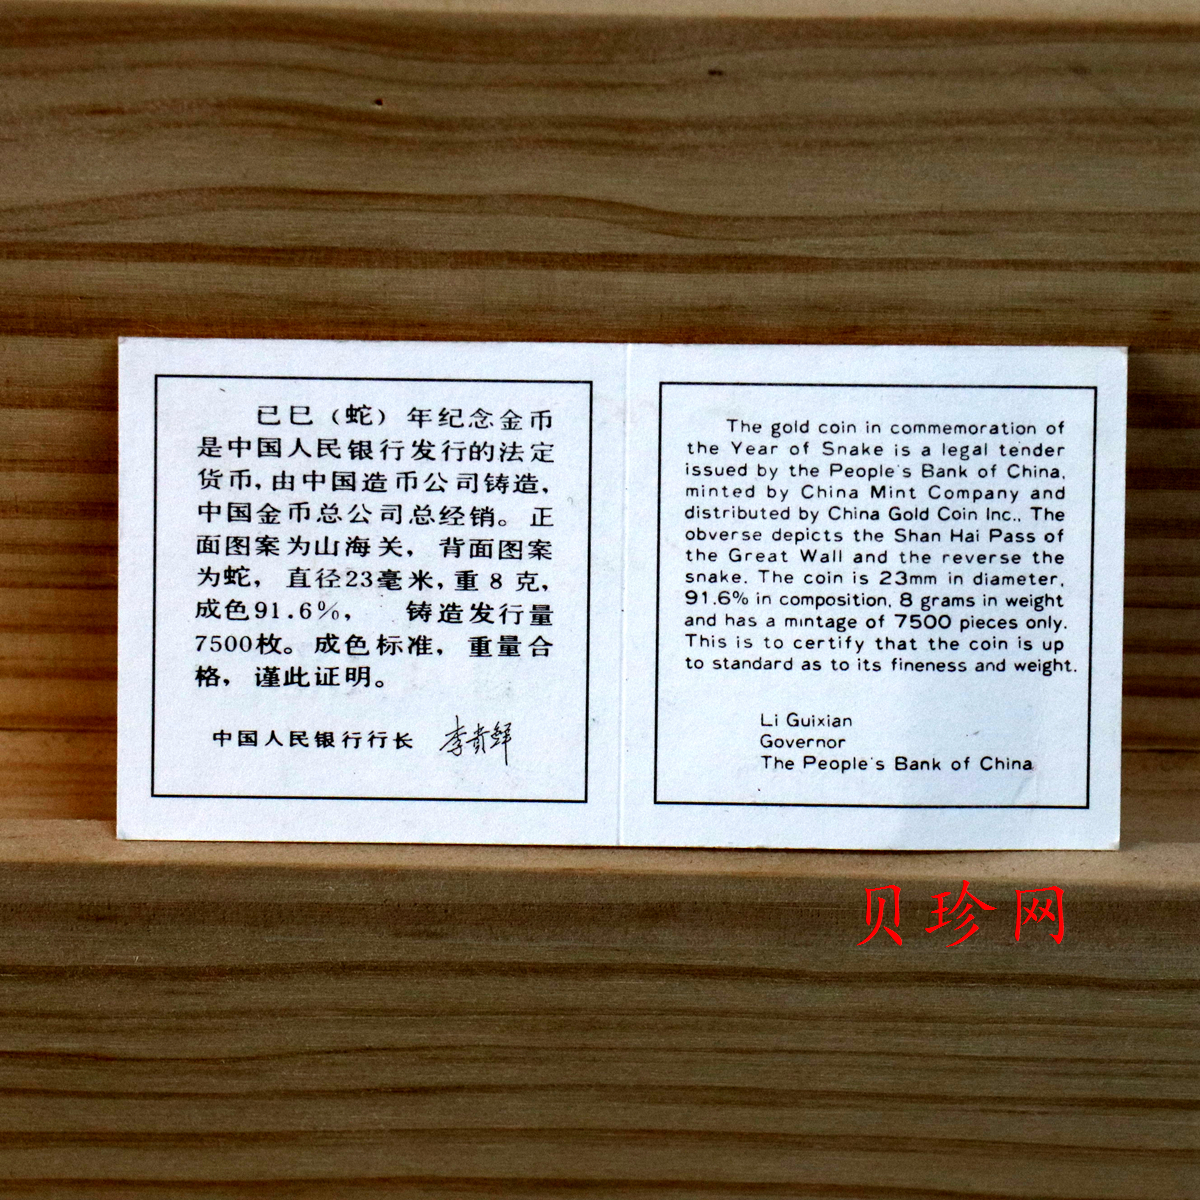 已巳（蛇）年纪念金币
是中国人民银行发行的法定
货币,由中国造币公司铸造,
中国金币总公司总经销。正
面图案为山海关, 背面图案
为蛇, 直径23毫米,重8克,
成色91.6%, 铸造发行量
7500枚。成色标准, 重量合
格, 谨此证明。
中国人民银行行长 李贵鲜
The gold coin in commemoration of
the Year of Snake is a legal tender
issued by the People's Bank of China,
minted by China Mint Company and
distributed by China Gold Coin Inc., The
obverse depicts the Shan Hai Pass of
the Great Wall and the reverse the
snake. The coin is 23mm in diameter,
91.6% in composition, 8 grams in weight
and has a mintage of 7500 pieces only.
This is to certify that the coin is up
to standard as to its fineness and weight.
Li Guixian
Governor
The People's Bank of China
贝珍网